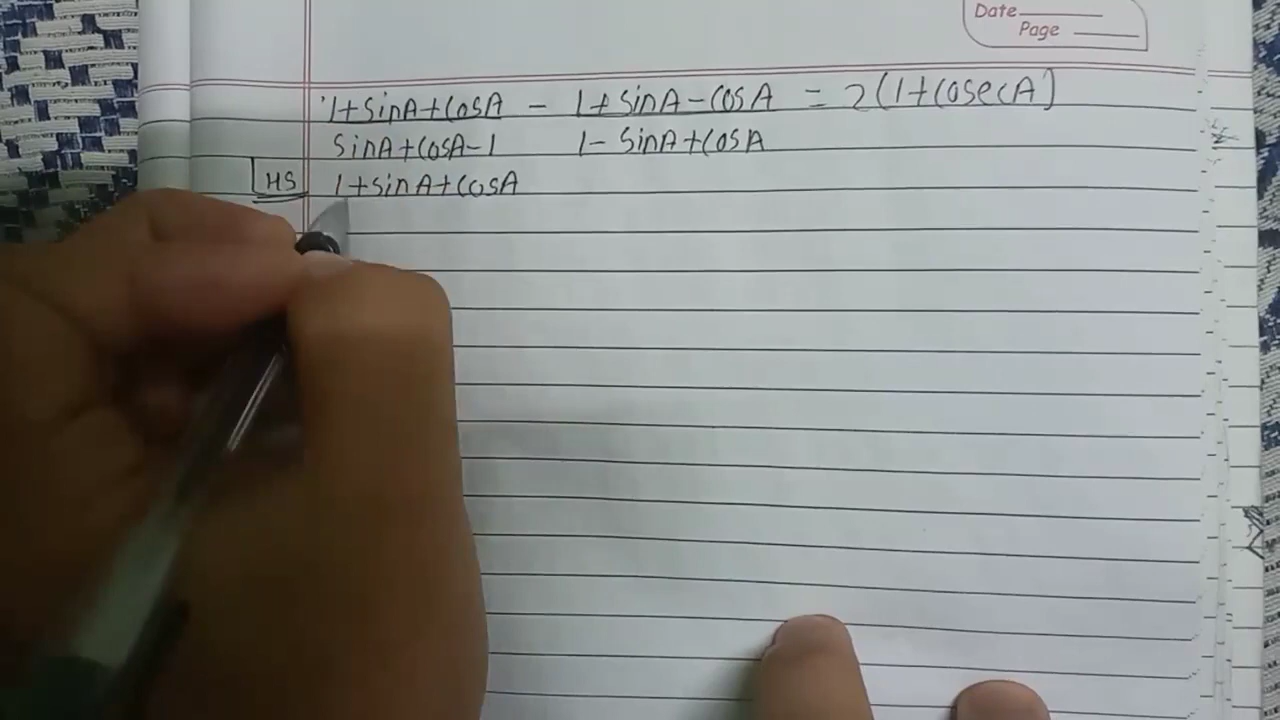 Date
Page
1+sinA+cosA - 1+sinA-cosA = 2(1+cosecA)
sinA+cosA-1 1-sinA+cosA
LHS 1+sinA+cosA